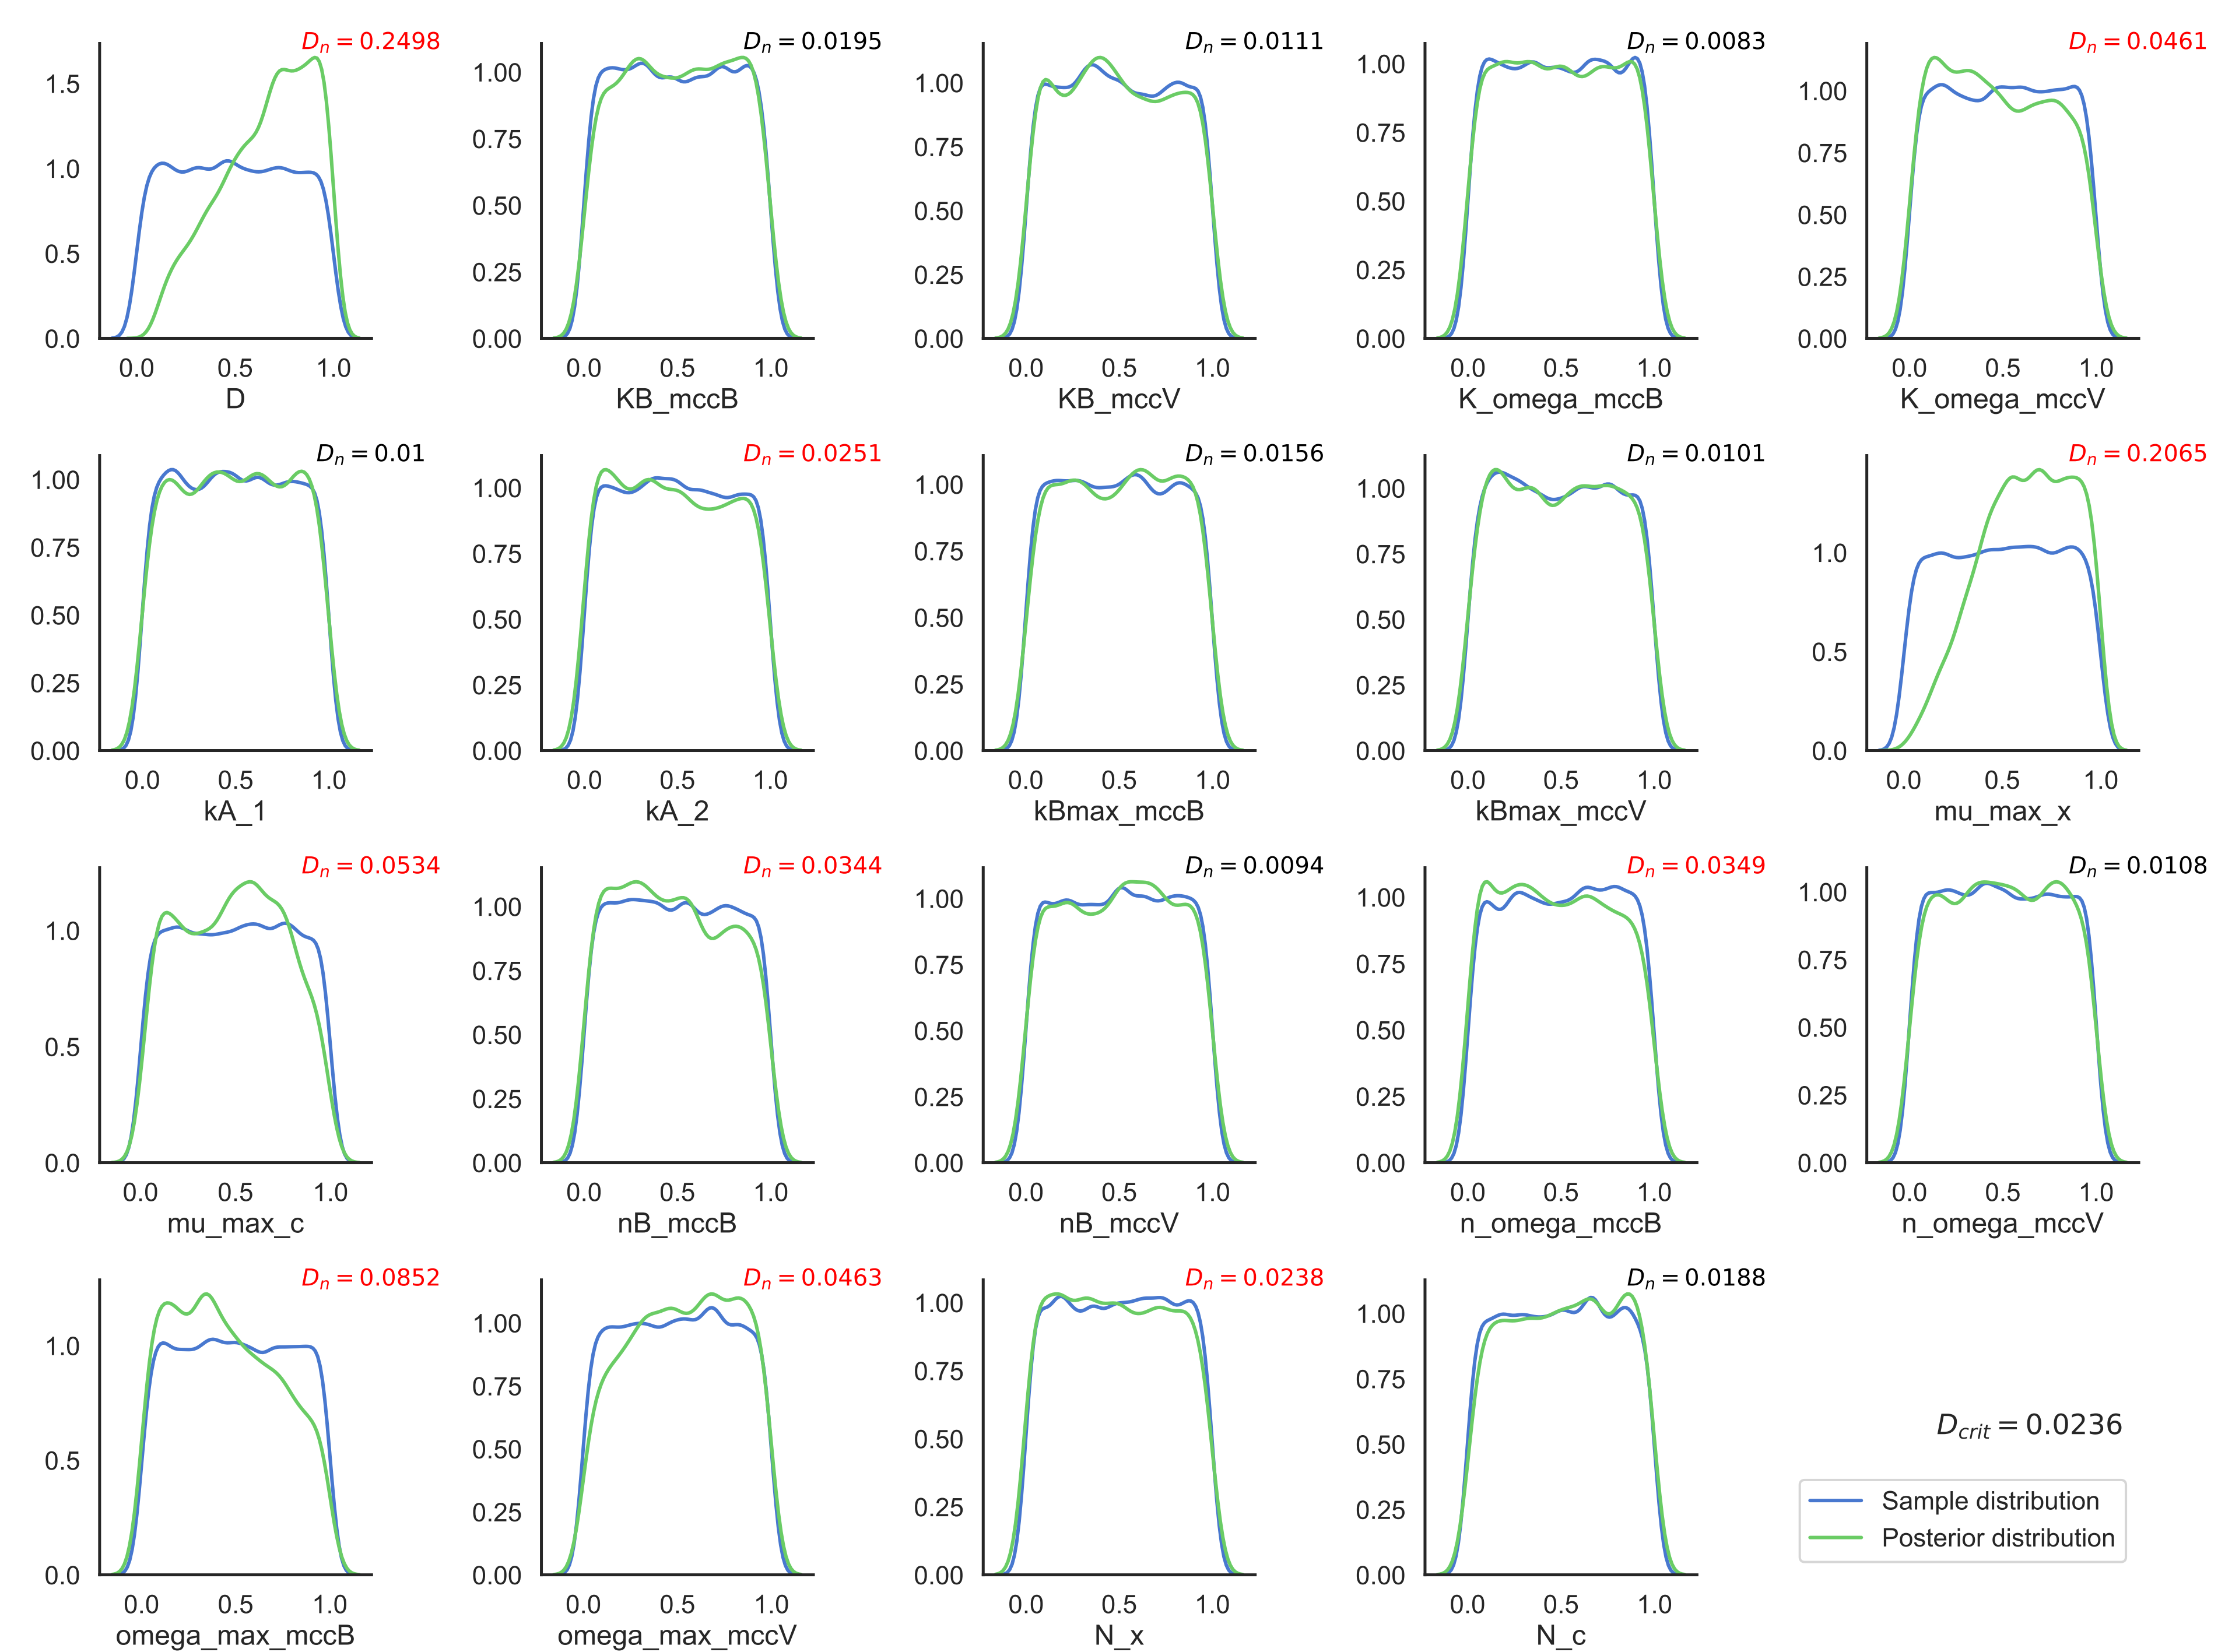 D_n = 0.2498
1.5
1.0
0.5
0.0
0.0 0.5 1.0
D
D_n = 0.0195
1.00
0.75
0.50
0.25
0.00
0.0 0.5 1.0
KB_mccB
D_n = 0.0111
1.00
0.75
0.50
0.25
0.00
0.0 0.5 1.0
KB_mccV
D_n = 0.0083
1.00
0.75
0.50
0.25
0.00
0.0 0.5 1.0
K_omega_mccB
D_n = 0.0461
1.00
0.75
0.50
0.25
0.00
0.0 0.5 1.0
K_omega_mccV
D_n = 0.01
1.00
0.75
0.50
0.25
0.00
0.0 0.5 1.0
kA_1
D_n = 0.0251
1.00
0.75
0.50
0.25
0.00
0.0 0.5 1.0
kA_2
D_n = 0.0156
1.00
0.75
0.50
0.25
0.00
0.0 0.5 1.0
kBmax_mccB
D_n = 0.0101
1.00
0.75
0.50
0.25
0.00
0.0 0.5 1.0
kBmax_mccV
D_n = 0.2065
1.0
0.5
0.0
0.0 0.5 1.0
mu_max_x
D_n = 0.0534
1.0
0.5
0.0
0.0 0.5 1.0
mu_max_c
D_n = 0.0344
1.00
0.75
0.50
0.25
0.00
0.0 0.5 1.0
nB_mccB
D_n = 0.0094
1.00
0.75
0.50
0.25
0.00
0.0 0.5 1.0
nB_mccV
D_n = 0.0349
1.00
0.75
0.50
0.25
0.00
0.0 0.5 1.0
n_omega_mccB
D_n = 0.0108
1.00
0.75
0.50
0.25
0.00
0.0 0.5 1.0
n_omega_mccV
D_n = 0.0852
1.0
0.5
0.0
0.0 0.5 1.0
omega_max_mccB
D_n = 0.0463
1.00
0.75
0.50
0.25
0.00
0.0 0.5 1.0
omega_max_mccV
D_n = 0.0238
1.00
0.75
0.50
0.25
0.00
0.0 0.5 1.0
N_x
D_n = 0.0188
1.00
0.75
0.50
0.25
0.00
0.0 0.5 1.0
N_c
D_crit = 0.0236
Sample distribution
Posterior distribution